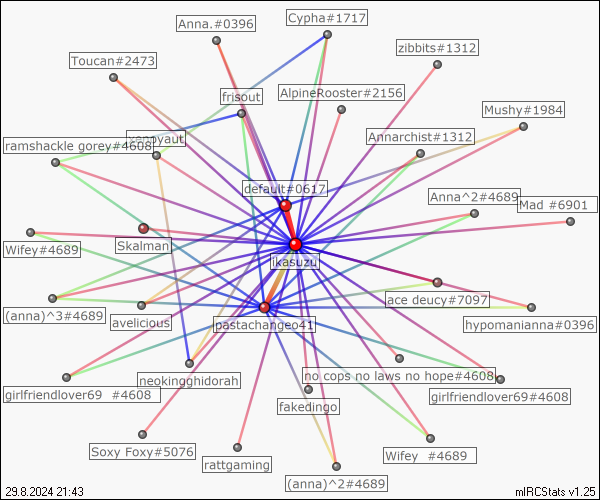 Anna.#0396
Cypha#1717
zibbits#1312
Toucan#2473
frisout
AlpineRooster#2156
Mushy#1984
Annarchist#1312
ramshackle gorey#4608
default#0617
Anna^2#4689
Mad #6901
Skalman
Wifey#4689
ikasuzu
ace deucy#7097
(anna)^3#4689
avelicious
pastachangeo41
hypomanianna#0396
neokingghidorah
no cops no laws no hope#4608
girlfriendlover69 #4608
girlfriendlover69#4608
fakedingo
Soxy Foxy#5076
rattgaming
Wifey #4689
(anna)^2#4689
29.8.2024 21:43
mIRCStats v1.25